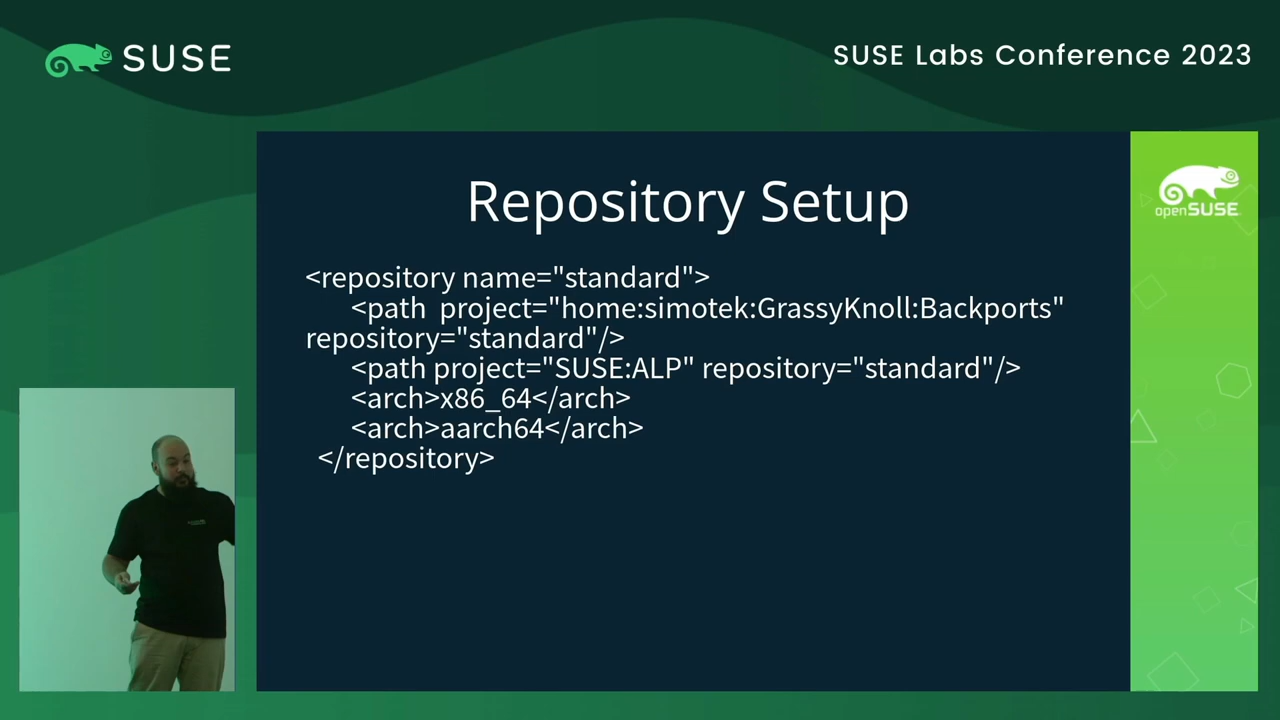 SUSE
SUSE Labs Conference 2023
Repository Setup
openSUSE
<repository name="standard">
<path  project="home:simotek:GrassyKnoll:Backports"
repository="standard"/>
<path project="SUSE:ALP" repository="standard"/>
<arch>x86_64</arch>
<arch>aarch64</arch>
</repository>